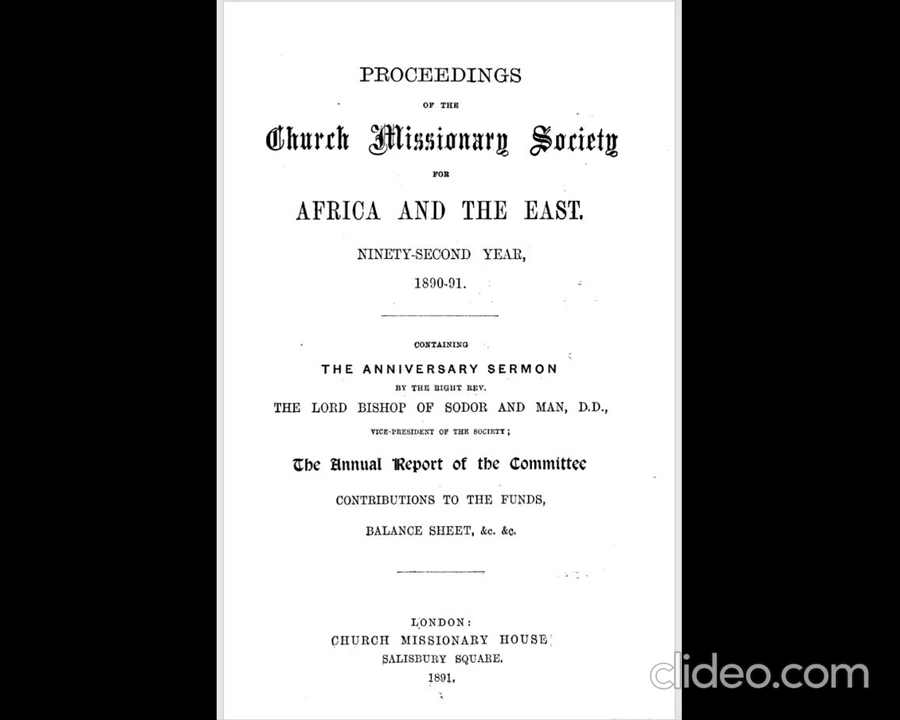 PROCEEDINGS
OF THE
Church Missionary Society
FOR
AFRICA AND THE EAST.
NINETY-SECOND YEAR,
1890-91.
CONTAINING
THE ANNIVERSARY SERMON
BY THE RIGHT REV.
THE LORD BISHOP OF SODOR AND MAN, D.D.,
VICE-PRESIDENT OF THE SOCIETY;
The Annual Report of the Committee
CONTRIBUTIONS TO THE FUNDS,
BALANCE SHEET, &c. &c.
LONDON:
CHURCH MISSIONARY HOUSE
SALISBURY SQUARE.
1891.
clideo.com